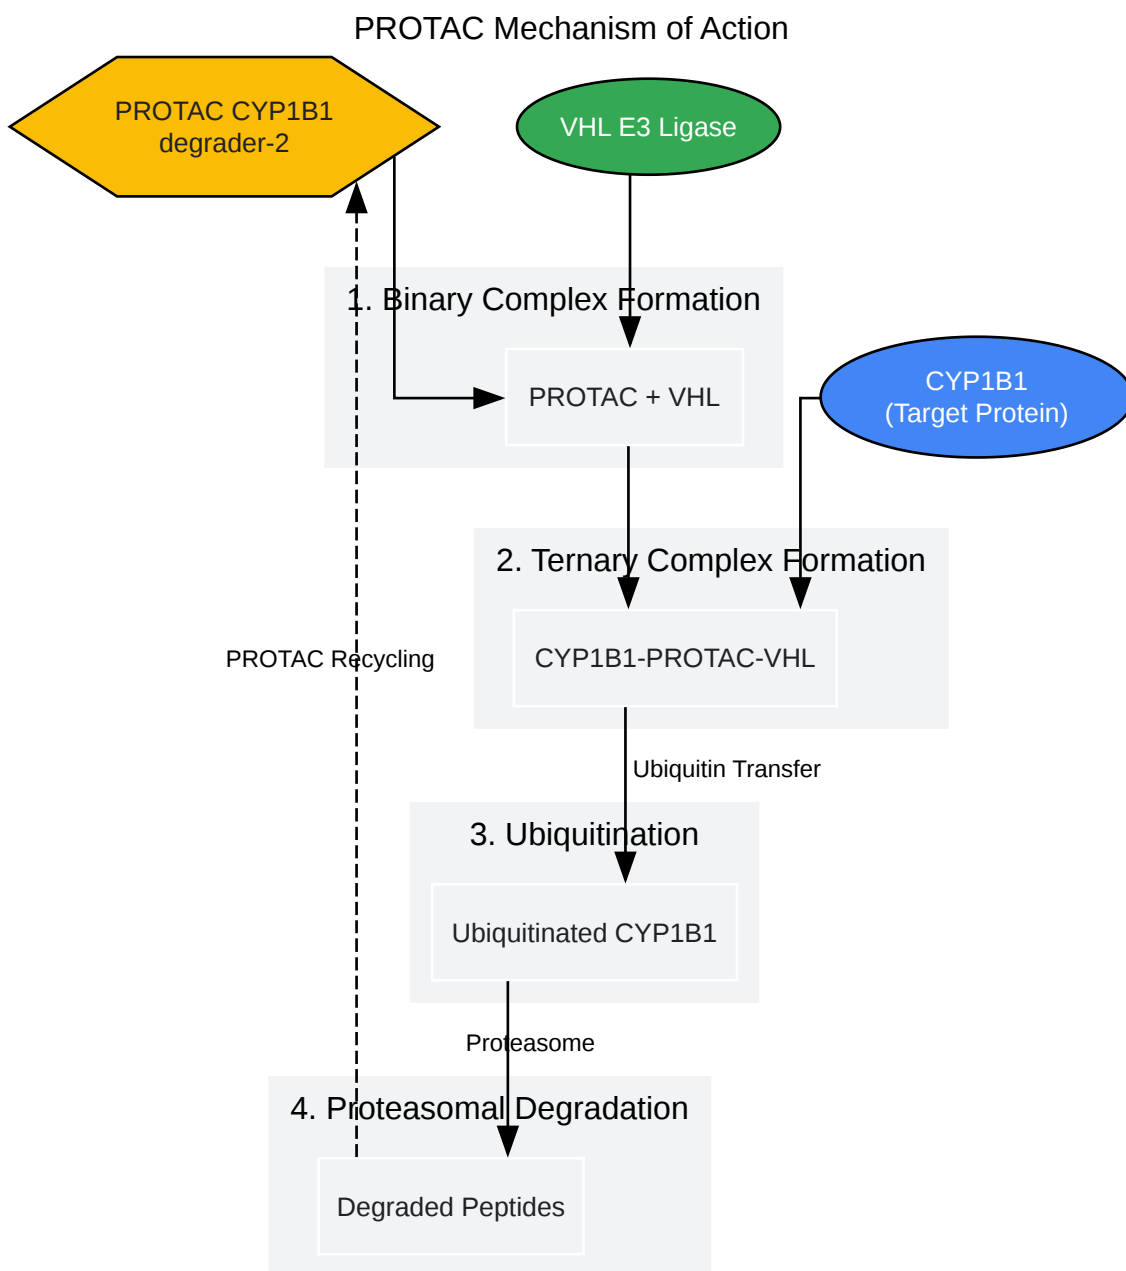 PROTAC Mechanism of Action
PROTAC CYP1B1
degrader-2
VHL E3 Ligase
1. Binary Complex Formation
PROTAC + VHL
CYP1B1
(Target Protein)
2. Ternary Complex Formation
CYP1B1-PROTAC-VHL
PROTAC Recycling
Ubiquitin Transfer
3. Ubiquitination
Ubiquitinated CYP1B1
Proteasome
4. Proteasomal Degradation
Degraded Peptides